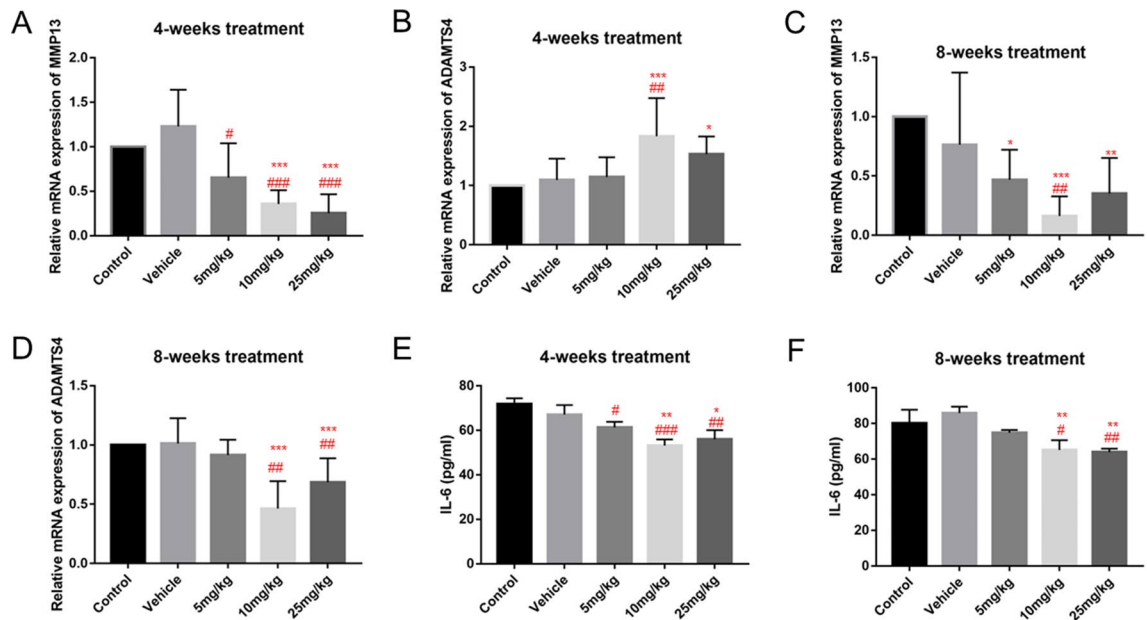 A
4-weeks treatment
Relative mRNA expression of MMP13
2.0
1.5
1.0
0.5
0.0
#
***
###
***
###
Control
Vehicle
5mg/kg
10mg/kg
25mg/kg
B
4-weeks treatment
Relative mRNA expression of ADAMTS4
3
2
1
0
***
##
*
Control
Vehicle
5mg/kg
10mg/kg
25mg/kg
C
8-weeks treatment
Relative mRNA expression of MMP13
1.5
1.0
0.5
0.0
*
***
##
**
Control
Vehicle
5mg/kg
10mg/kg
25mg/kg
D
8-weeks treatment
Relative mRNA expression of ADAMTS4
1.5
1.0
0.5
0.0
***
##
***
##
Control
Vehicle
5mg/kg
10mg/kg
25mg/kg
E
4-weeks treatment
IL-6 (pg/ml)
80
60
40
20
0
#
**
###
*
##
Control
Vehicle
5mg/kg
10mg/kg
25mg/kg
F
8-weeks treatment
IL-6 (pg/ml)
100
80
60
40
20
0
**
#
**
##
Control
Vehicle
5mg/kg
10mg/kg
25mg/kg